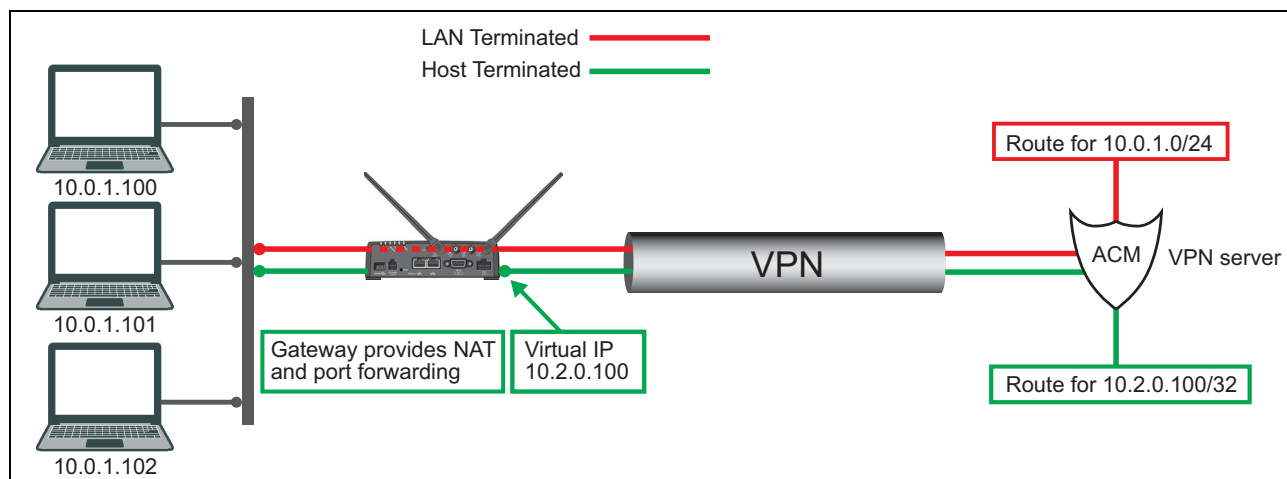 LAN Terminated
Host Terminated
10.0.1.100
10.0.1.101
10.0.1.102
Gateway provides NAT
and port forwarding
Virtual IP
10.2.0.100
VPN
Route for 10.0.1.0/24
ACM
VPN server
Route for 10.2.0.100/32